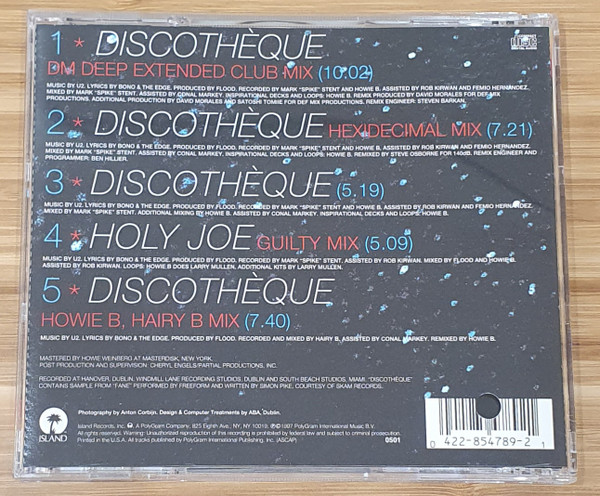 1 * DISCOTHÈQUE
DM DEEP EXTENDED CLUB MIX (10.02)
MUSIC BY U2. LYRICS BY BONO & THE EDGE. PRODUCED BY FLOOD. RECORDED BY MARK "SPIKE" STENT AND HOWIE B. ASSISTED BY ROB KIRWAN AND FEMIO HERNANDEZ.
MIXED BY MARK "SPIKE" STENT. ASSISTED BY CONAL MARKEY. INSPIRATIONAL DECKS AND LOOPS: HOWIE B. REMIX PRODUCED BY DAVID MORALES FOR DEF MIX
PRODUCTIONS. ADDITIONAL PRODUCTION BY DAVID MORALES AND SATOSHI TOMIIE FOR DEF MIX PRODUCTIONS. REMIX ENGINEER: STEVEN BARKAN.
2 * DISCOTHÈQUE HEXIDECIMAL MIX (7.21)
MUSIC BY U2. LYRICS BY BONO & THE EDGE. PRODUCED BY FLOOD. RECORDED BY MARK "SPIKE" STENT AND HOWIE B. ASSISTED BY ROB KIRWAN AND FEMIO HERNANDEZ.
MIXED BY MARK "SPIKE" STENT. ASSISTED BY CONAL MARKEY. INSPIRATIONAL DECKS AND LOOPS: HOWIE B. REMIXED BY STEVE OSBORNE FOR 140dB. REMIX ENGINEER AND
PROGRAMMER: BEN HILLIER.
3 * DISCOTHÈQUE (5.19)
MUSIC BY U2. LYRICS BY BONO & THE EDGE. PRODUCED BY FLOOD. RECORDED BY MARK "SPIKE" STENT AND HOWIE B. ASSISTED BY ROB KIRWAN AND FEMIO HERNANDEZ.
MIXED BY MARK "SPIKE" STENT. ADDITIONAL MIXING BY HOWIE B. ASSISTED BY CONAL MARKEY. INSPIRATIONAL DECKS AND LOOPS: HOWIE B.
4 * HOLY JOE GUILTY MIX (5.09)
MUSIC BY U2. LYRICS BY BONO & THE EDGE. PRODUCED BY FLOOD. RECORDED BY MARK "SPIKE" STENT. ASSISTED BY ROB KIRWAN. MIXED BY FLOOD AND HOWIE B.
ASSISTED BY ROB KIRWAN. LOOPS: HOWIE B DOES LARRY MULLEN, ADDITIONAL KITS BY LARRY MULLEN.
5 * DISCOTHÈQUE
HOWIE B, HAIRY B MIX (7.40)
MUSIC BY U2. LYRICS BY BONO & THE EDGE. PRODUCED BY FLOOD. RECORDED AND MIXED BY HAIRY B. ASSISTED BY CONAL MARKEY. REMIXED BY HOWIE B.
MASTERED BY HOWIE WEINBERG AT MASTERDISK, NEW YORK.
POST PRODUCTION AND SUPERVISION: CHERYL ENGELS/PARTIAL PRODUCTIONS, INC.
RECORDED AT HANOVER, DUBLIN, WINDMILL LANE RECORDING STUDIOS, DUBLIN AND SOUTH BEACH STUDIOS, MIAMI. "DISCOTHÈQUE"
CONTAINS SAMPLE FROM "FANE" PERFORMED BY FREEFORM AND WRITTEN BY SIMON PIKE, COURTESY OF SKAM RECORDS.
Photography by Anton Corbijn. Design & Computer Treatments by ABA, Dublin.
Island Records, Inc. A PolyGram Company. 825 Eighth Ave., NY, NY 10019. ℗©1997 PolyGram International Music B.V.
All rights reserved. Warning: Unauthorized reproduction of this recording is prohibited by federal law and subject to criminal prosecution.
Printed in the U.S.A. All tracks published by PolyGram International Publishing, Inc. (ASCAP)
0501
ISLAND
0 422-854789-2 1